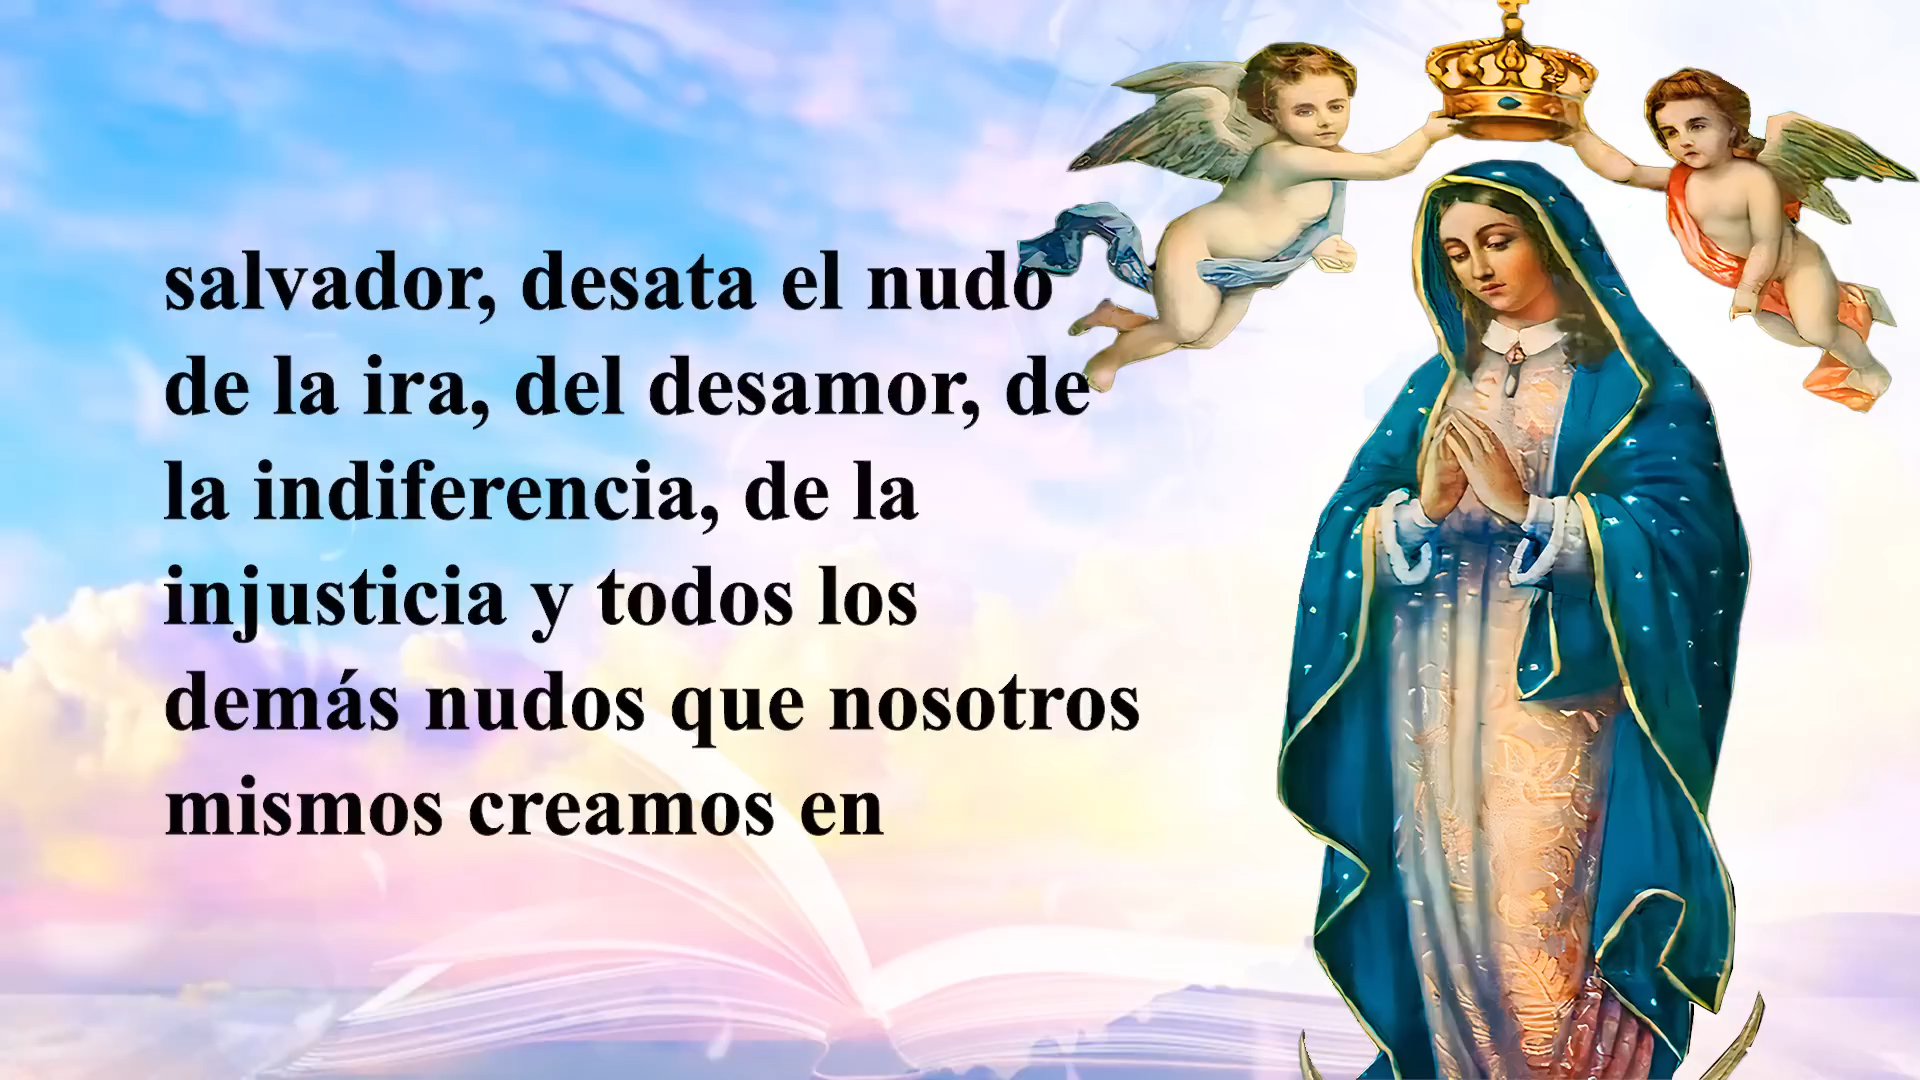 salvador, desata el nudo
de la ira, del desamor, de
la indiferencia, de la
injusticia y todos los
demás nudos que nosotros
mismos creamos en